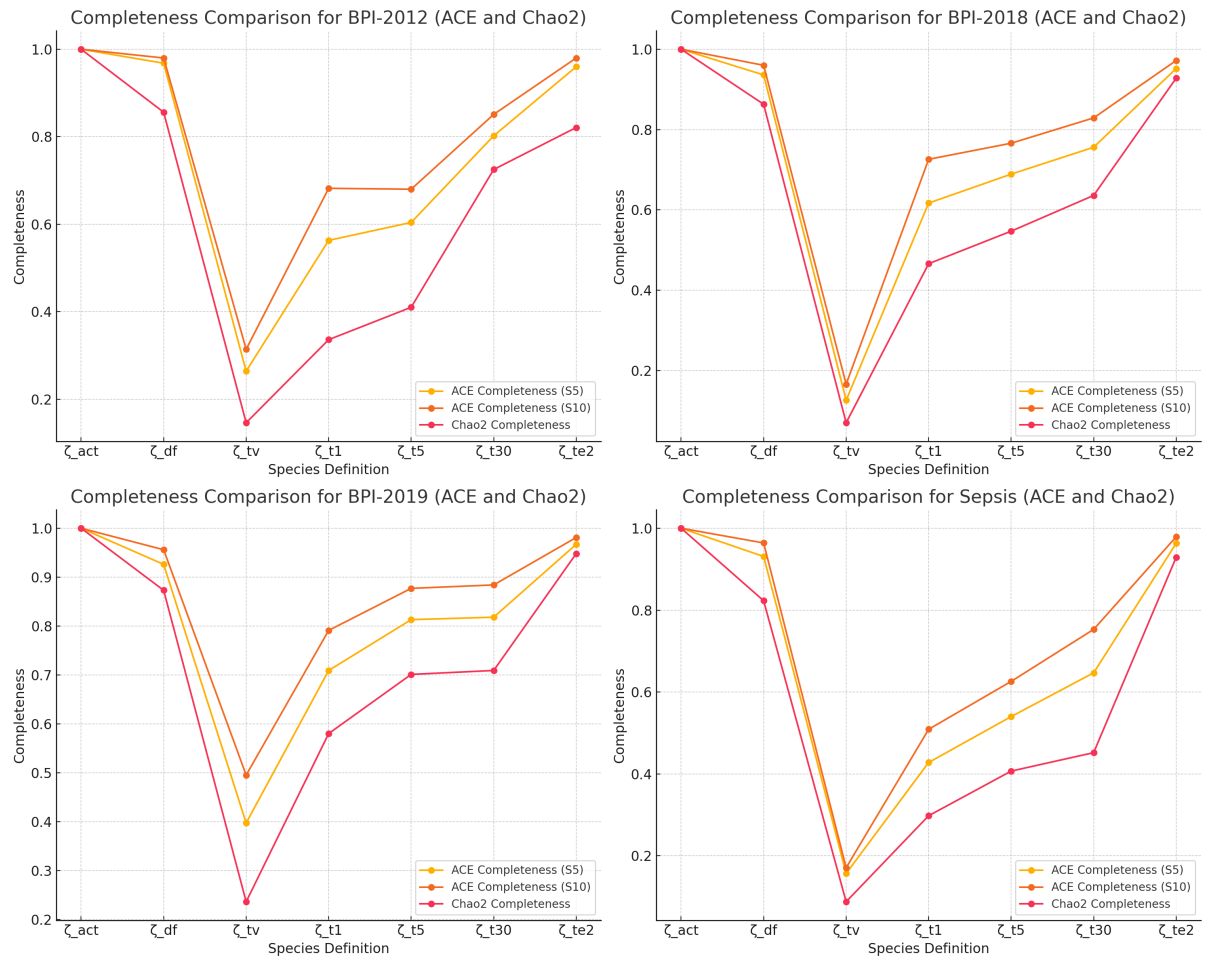 Completeness Comparison for BPI-2012 (ACE and Chao2)
Completeness
1.0
0.8
0.6
0.4
0.2
ζ_act ζ_df ζ_tv ζ_t1 ζ_t5 ζ_t30 ζ_te2
Species Definition
ACE Completeness (S5)
ACE Completeness (S10)
Chao2 Completeness
Completeness Comparison for BPI-2018 (ACE and Chao2)
Completeness
1.0
0.8
0.6
0.4
0.2
ζ_act ζ_df ζ_tv ζ_t1 ζ_t5 ζ_t30 ζ_te2
Species Definition
ACE Completeness (S5)
ACE Completeness (S10)
Chao2 Completeness
Completeness Comparison for BPI-2019 (ACE and Chao2)
Completeness
1.0
0.9
0.8
0.7
0.6
0.5
0.4
0.3
0.2
ζ_act ζ_df ζ_tv ζ_t1 ζ_t5 ζ_t30 ζ_te2
Species Definition
ACE Completeness (S5)
ACE Completeness (S10)
Chao2 Completeness
Completeness Comparison for Sepsis (ACE and Chao2)
Completeness
1.0
0.8
0.6
0.4
0.2
ζ_act ζ_df ζ_tv ζ_t1 ζ_t5 ζ_t30 ζ_te2
Species Definition
ACE Completeness (S5)
ACE Completeness (S10)
Chao2 Completeness